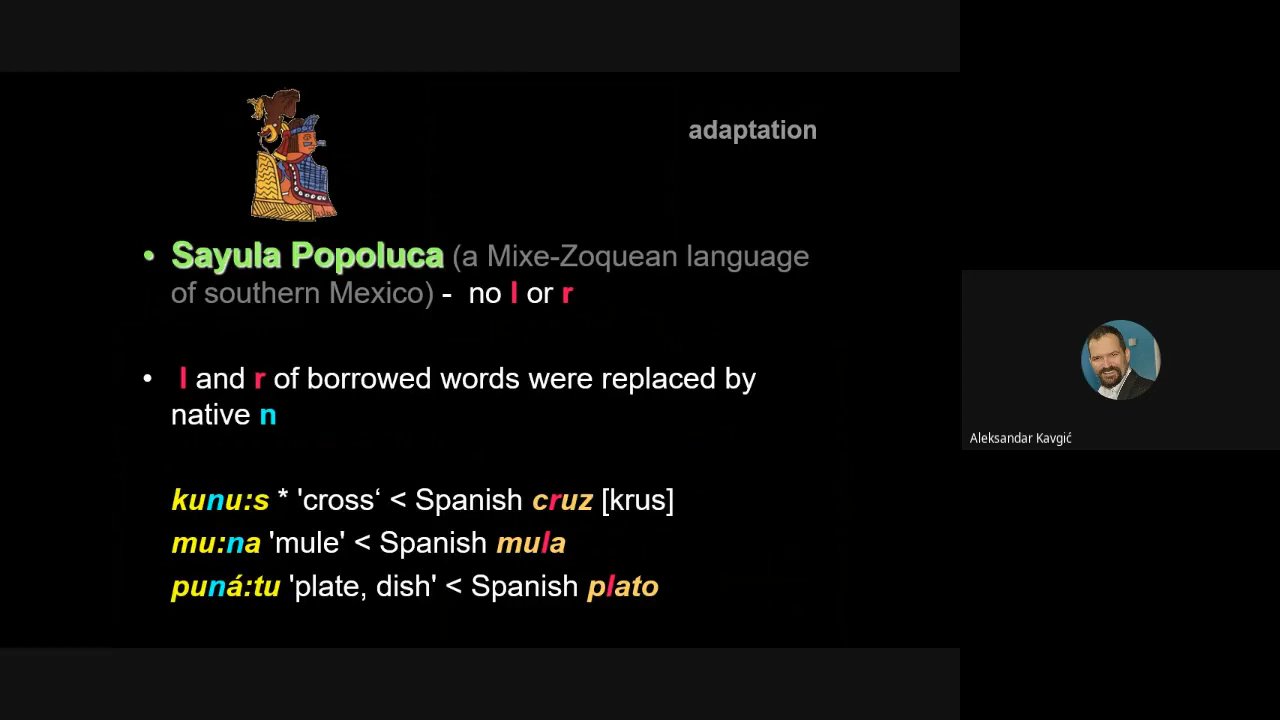 adaptation
• Sayula Popoluca (a Mixe-Zoquean language
of southern Mexico) - no l or r
• l and r of borrowed words were replaced by
native n
kunu:s * 'cross‘ < Spanish cruz [krus]
mu:na 'mule' < Spanish mula
puná:tu 'plate, dish' < Spanish plato
Aleksandar Kavgić